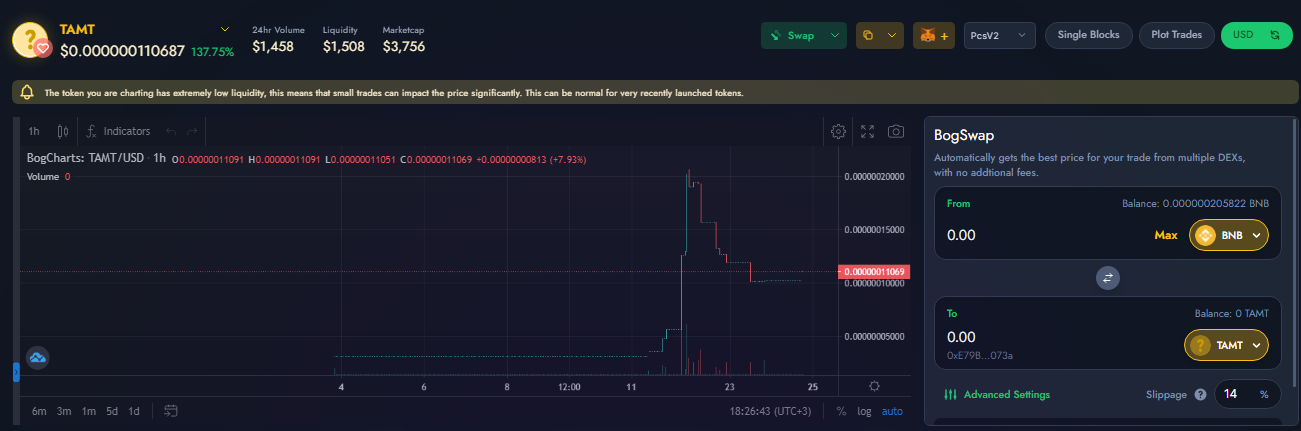 TAMT
$0.000000110687 137.75%
24hr Volume
$1,458
Liquidity
$1,508
Marketcap
$3,756
Swap
+
PcsV2
Single Blocks
Plot Trades
USD
The token you are charting has extremely low liquidity, this means that small trades can impact the price significantly. This can be normal for very recently launched tokens.
1h
Indicators
BogCharts: TAMT/USD · 1h O0.00000011091 H0.00000011091 L0.00000011051 C0.00000011069 +0.00000000813 (+7.93%)
Volume 0
0.00000020000
0.00000015000
0.00000011069
0.00000010000
0.00000005000
4 6 8 12:00 11 23 25
6m 3m 1m 5d 1d
18:26:43 (UTC+3) % log auto
BogSwap
Automatically gets the best price for your trade from multiple DEXs,
with no addtional fees.
From
Balance: 0.000000205822 BNB
0.00
Max
BNB
To
Balance: 0 TAMT
0.00
0xE79B...073a
? TAMT
Advanced Settings
Slippage ? 14 %